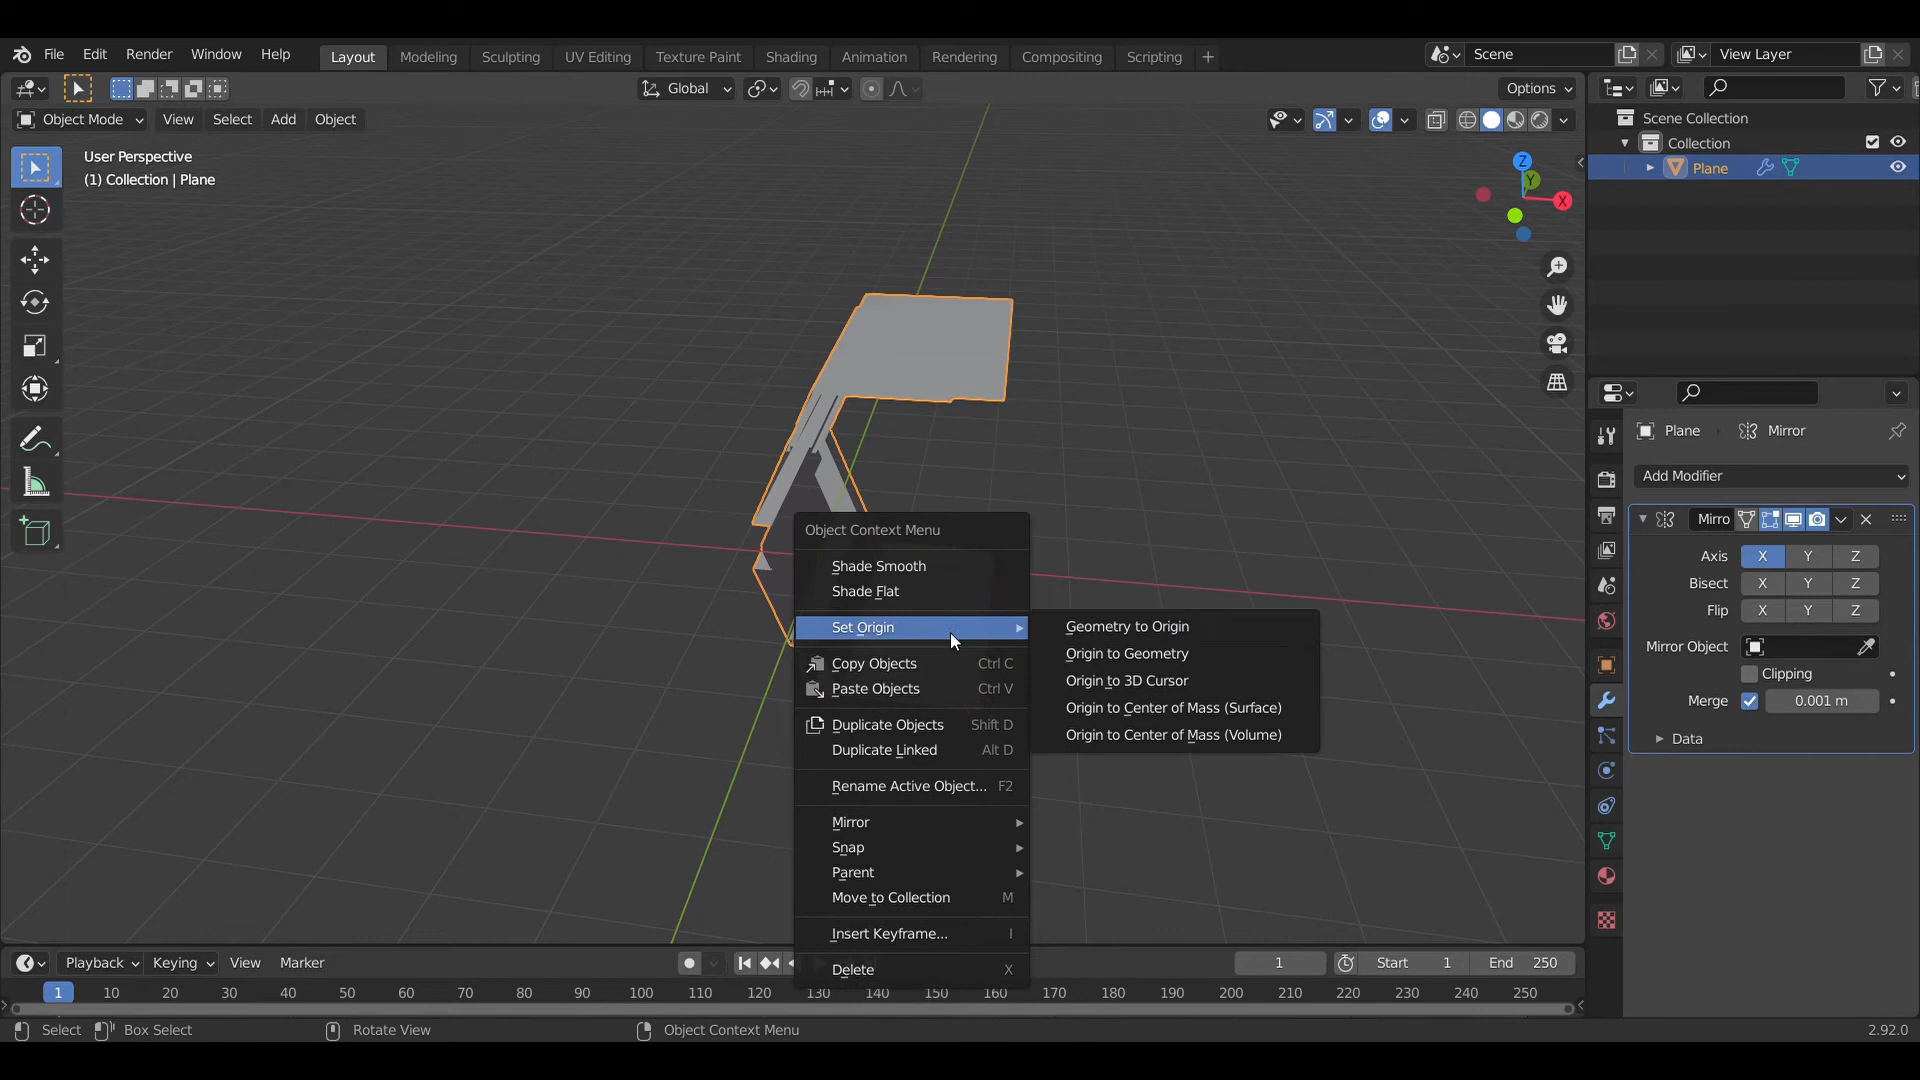 File Edit Render Window Help Layout Modeling Sculpting UV Editing Texture Paint Shading Animation Rendering Compositing Scripting + Scene View Layer
Global Options
Object Mode View Select Add Object
User Perspective
(1) Collection | Plane
Z
Y
X
Scene Collection
Collection
Plane
Plane Mirror
Add Modifier
Mirro
Axis X Y Z
Bisect X Y Z
Flip X Y Z
Mirror Object
Clipping
Merge 0.001 m
Data
Object Context Menu
Shade Smooth
Shade Flat
Set Origin
Copy Objects Ctrl C
Paste Objects Ctrl V
Duplicate Objects Shift D
Duplicate Linked Alt D
Rename Active Object... F2
Mirror
Snap
Parent
Move to Collection M
Insert Keyframe... I
Delete X
Geometry to Origin
Origin to Geometry
Origin to 3D Cursor
Origin to Center of Mass (Surface)
Origin to Center of Mass (Volume)
Playback Keying View Marker 1 Start 1 End 250
1 10 20 30 40 50 60 70 80 90 100 110 120 130 140 150 160 170 180 190 200 210 220 230 240 250
Select Box Select Rotate View Object Context Menu 2.92.0